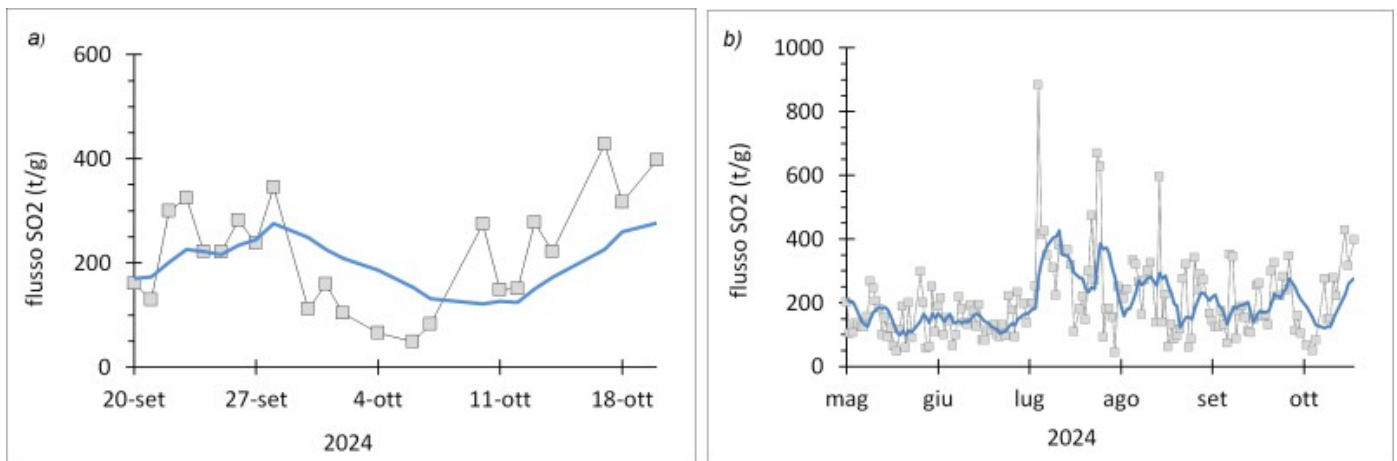 a)
600
400
200
0
flusso SO2 (t/g)
20-set 27-set 4-ott 11-ott 18-ott
2024
b)
1000
800
600
400
200
0
flusso SO2 (t/g)
mag giu lug ago set ott
2024